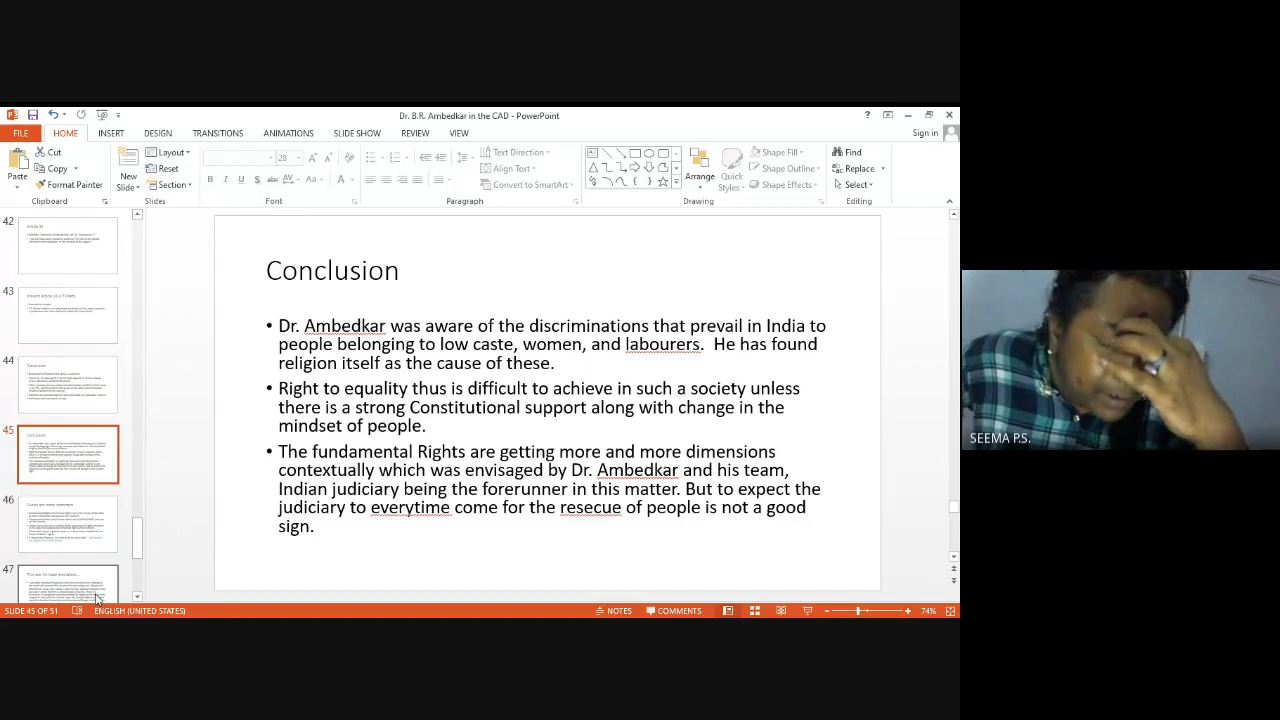 Dr. B.R. Ambedkar in the CAD - PowerPoint
FILE HOME INSERT DESIGN TRANSITIONS ANIMATIONS SLIDE SHOW REVIEW VIEW Sign in
Cut
Copy
Format Painter
Paste
Clipboard
New Slide
Layout
Reset
Section
Slides
28
Font
Text Direction
Align Text
Convert to SmartArt
Paragraph
Arrange
Quick Styles
Shape Fill
Shape Outline
Shape Effects
Drawing
Find
Replace
Select
Editing
42
43
44
Conclusion
45
Conclusion
46
47
Conclusion
• Dr. Ambedkar was aware of the discriminations that prevail in India to
people belonging to low caste, women, and labourers. He has found
religion itself as the cause of these.
• Right to equality thus is difficult to achieve in such a society unless
there is a strong Constitutional support along with change in the
mindset of people.
• The Fundamental Rights are getting more and more dimensions
contextually which was envisaged by Dr. Ambedkar and his team,
Indian judiciary being the forerunner in this matter. But to expect the
judiciary to everytime come for the resecue of people is not a good
sign.
SEEMA P.S.
SLIDE 45 OF 51 ENGLISH (UNITED STATES) NOTES COMMENTS 74%